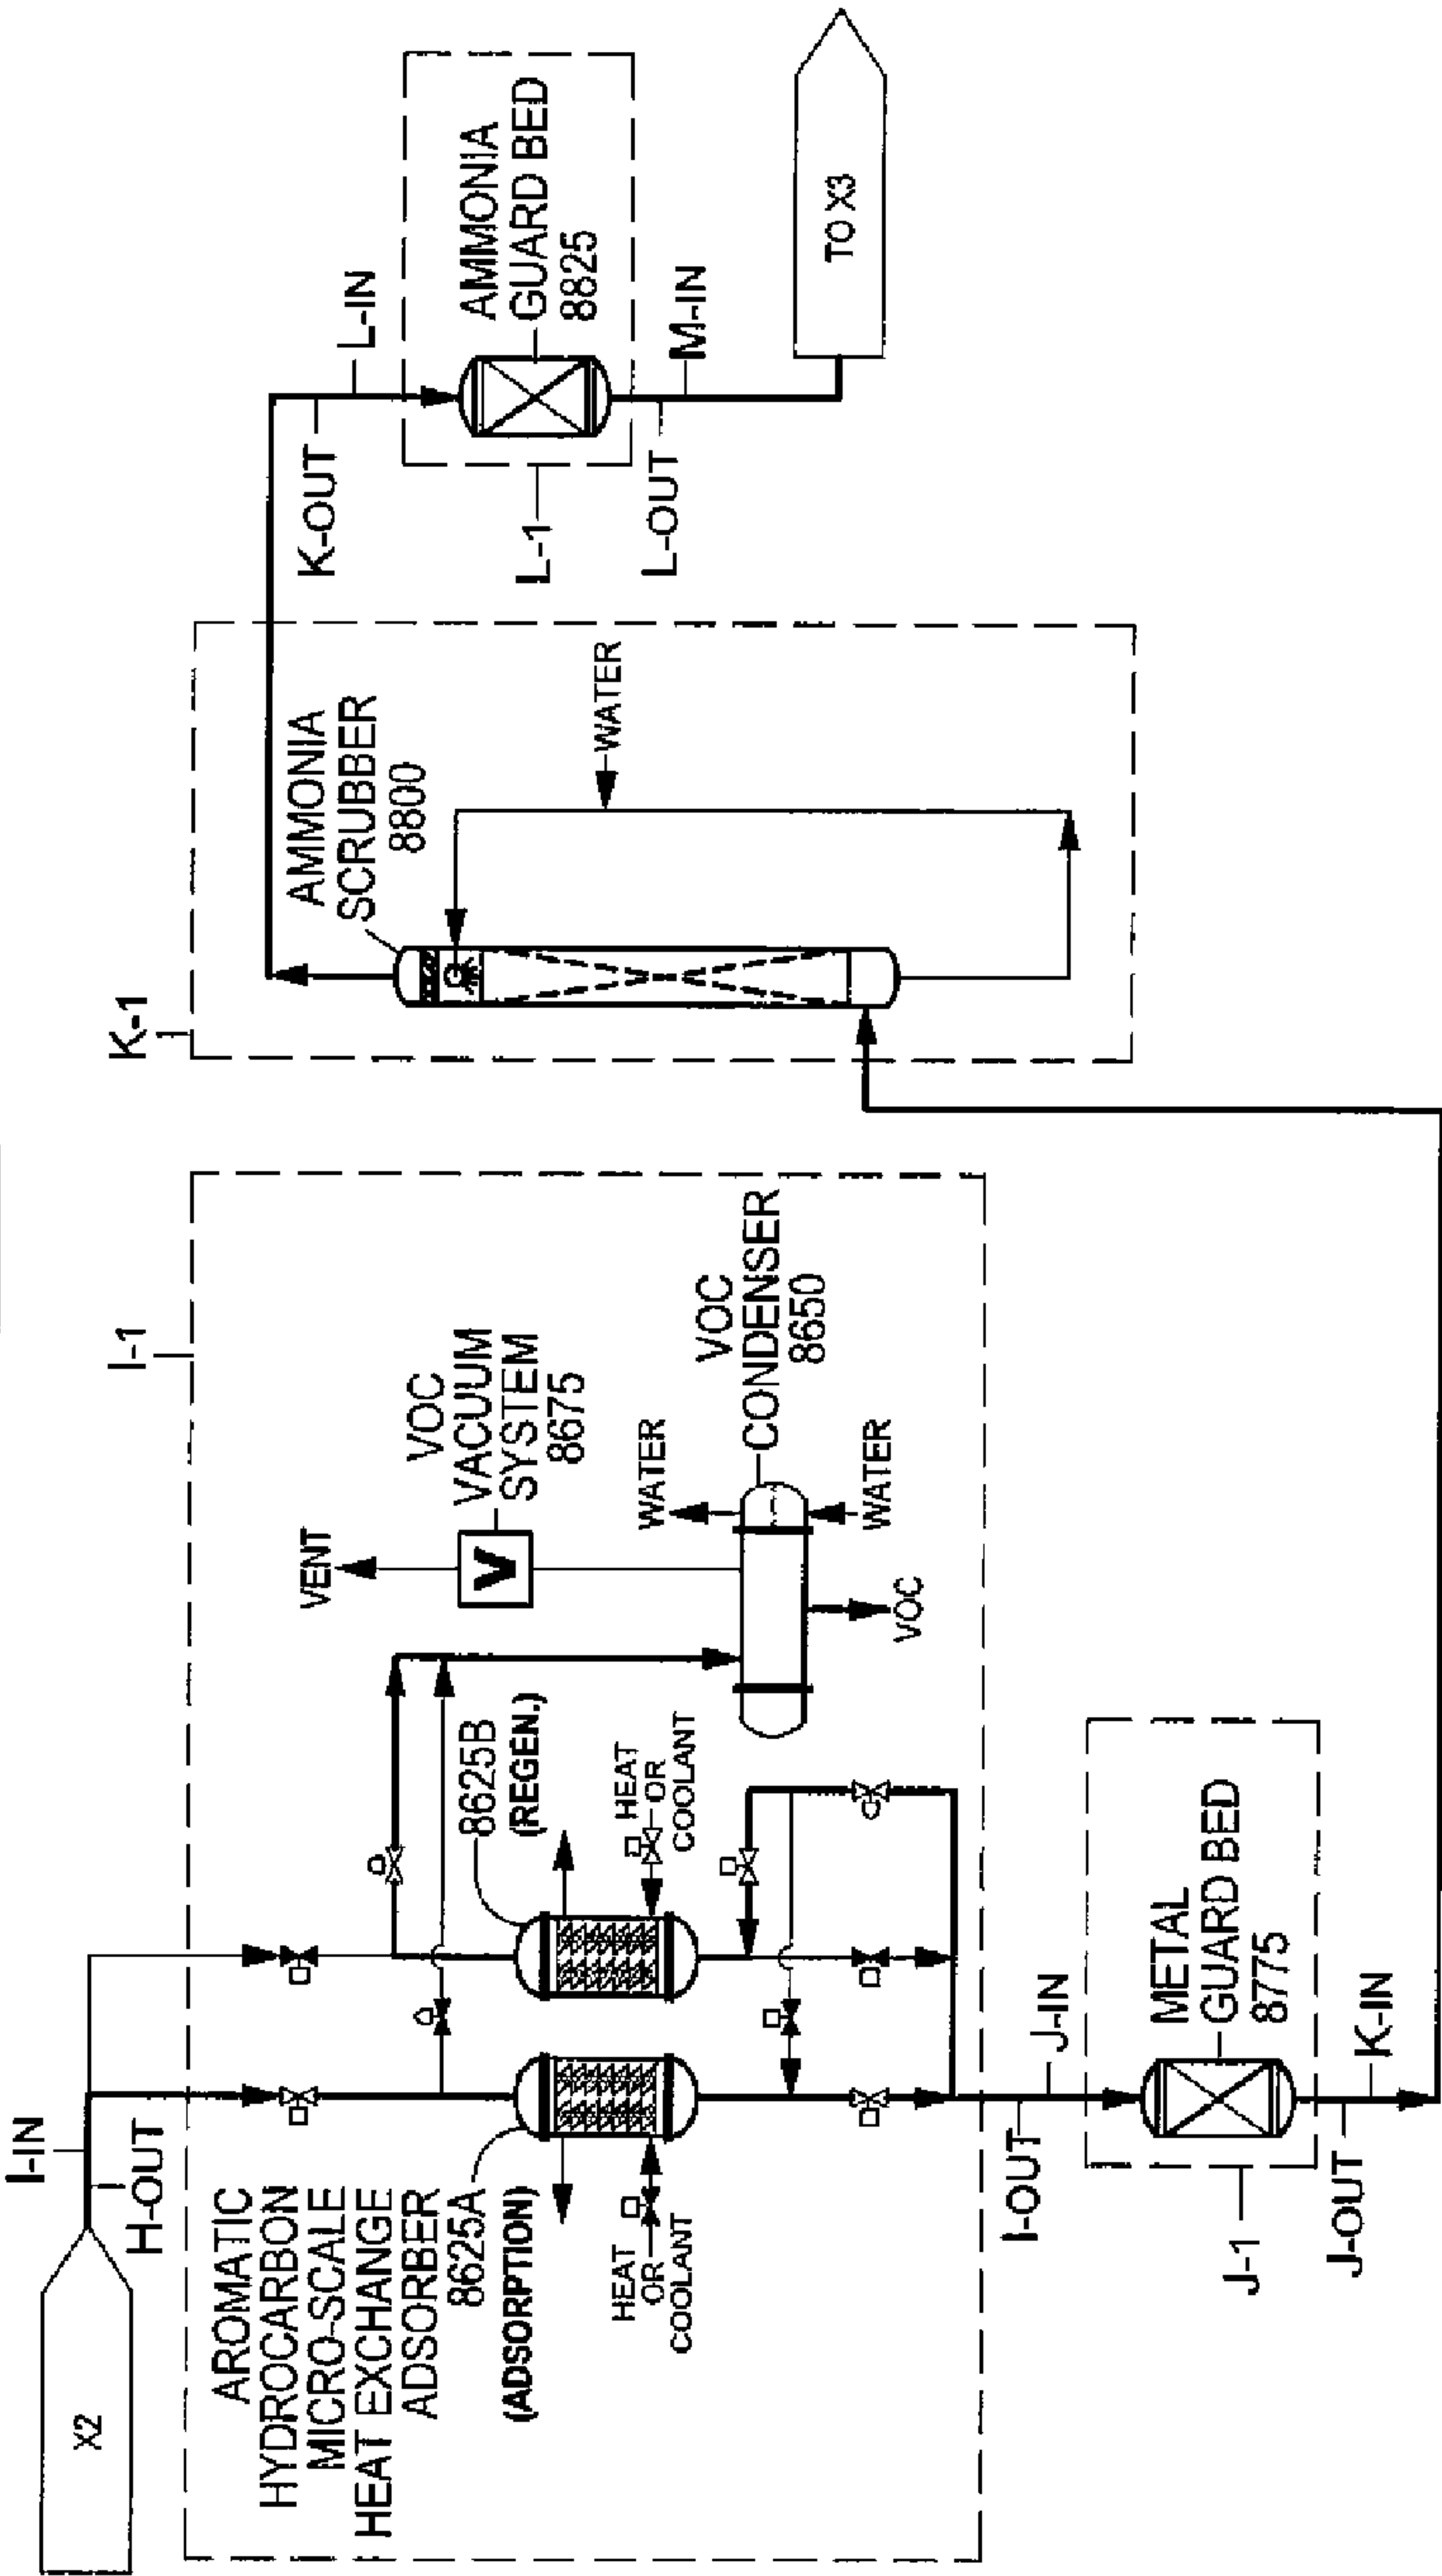 X2
I-IN
H-OUT
AROMATIC
HYDROCARBON
MICRO-SCALE
HEAT EXCHANGE
ADSORBER
8625A
(ADSORPTION)
HEAT
OR
COOLANT
8625B
(REGEN.)
HEAT
OR
COOLANT
I-1
VENT
V
VOC
VACUUM
SYSTEM
8675
WATER
VOC
CONDENSER
8650
WATER
VOC
I-OUT
J-IN
METAL
GUARD BED
8775
J-1
J-OUT
K-IN
K-1
AMMONIA
SCRUBBER
8800
WATER
K-OUT
L-IN
AMMONIA
GUARD BED
8825
L-1
L-OUT
M-IN
TO X3